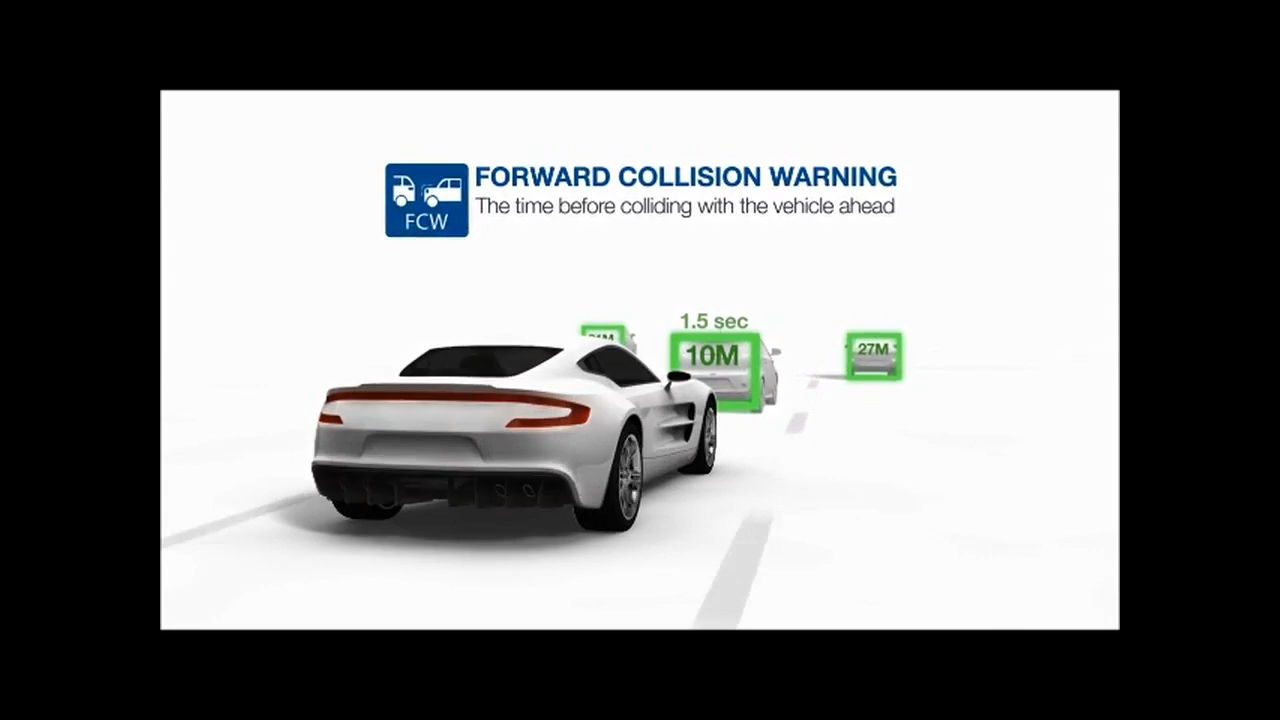 FORWARD COLLISION WARNING
The time before colliding with the vehicle ahead
FCW
1.5 sec
10M
27M